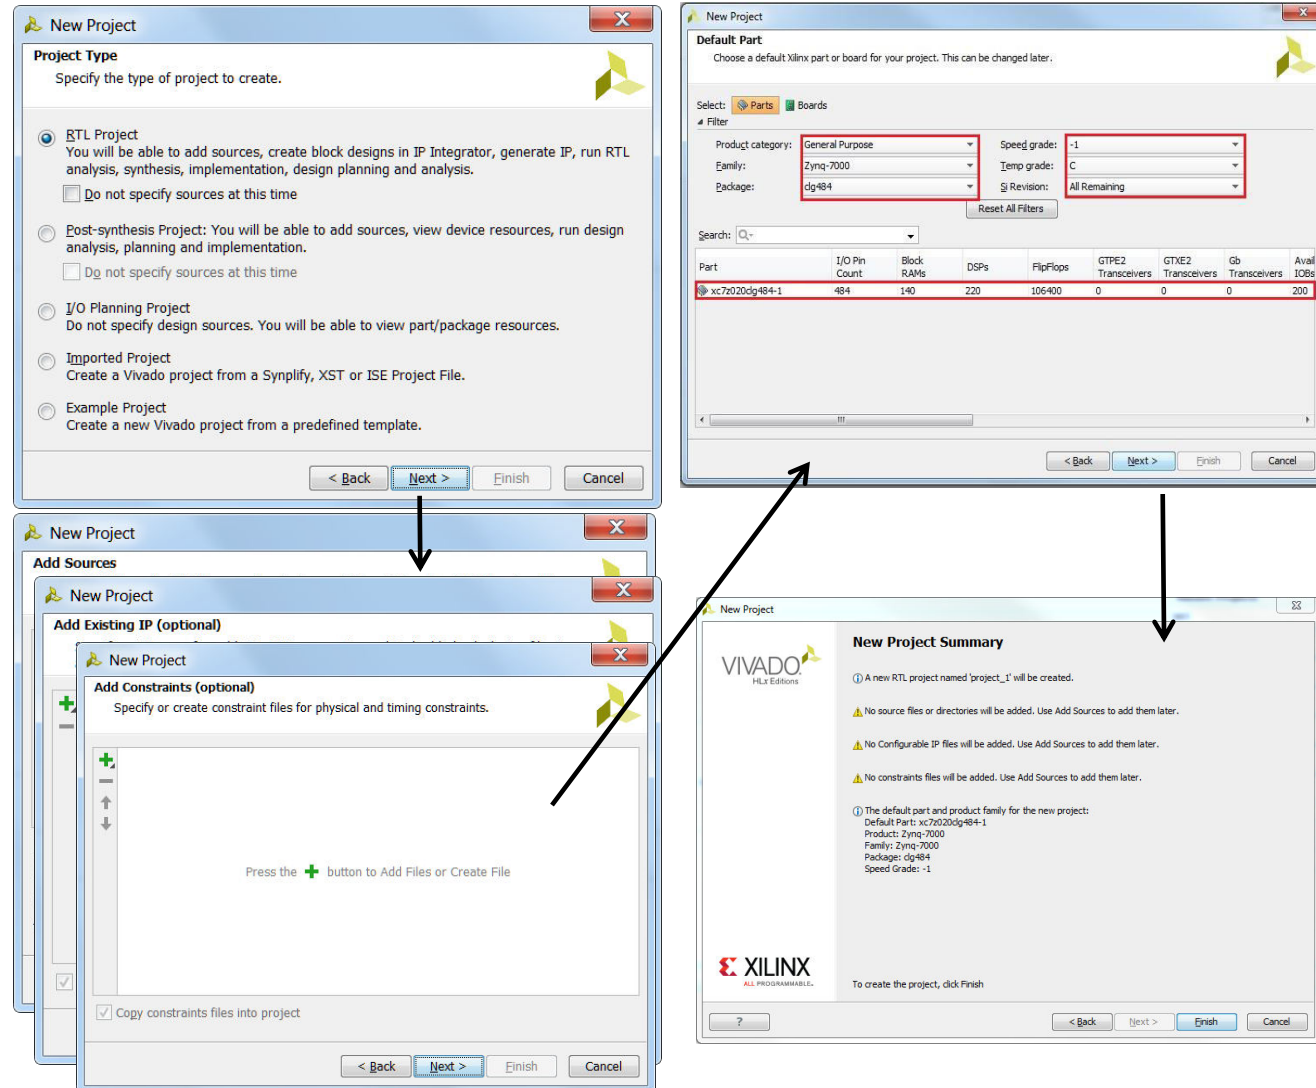 New Project
Project Type
Specify the type of project to create.
RTL Project
You will be able to add sources, create block designs in IP Integrator, generate IP, run RTL
analysis, synthesis, implementation, design planning and analysis.
Do not specify sources at this time
Post-synthesis Project: You will be able to add sources, view device resources, run design
analysis, planning and implementation.
Do not specify sources at this time
I/O Planning Project
Do not specify design sources. You will be able to view part/package resources.
Imported Project
Create a Vivado project from a Synplify, XST or ISE Project File.
Example Project
Create a new Vivado project from a predefined template.
< Back Next > Finish Cancel
New Project
Add Sources
New Project
Add Existing IP (optional)
New Project
Add Constraints (optional)
Specify or create constraint files for physical and timing constraints.
Press the button to Add Files or Create File
Copy constraints files into project
< Back Next > Finish Cancel
New Project
Default Part
Choose a default Xilinx part or board for your project. This can be changed later.
Select: Parts Boards
Filter
Product category: General Purpose Speed grade: -1
Family: Zynq-7000 Temp grade: C
Package: clg484 Si Revision: All Remaining
Reset All Filters
Search:
Part I/O Pin Count Block RAMs DSPs FlipFlops GTPE2 Transceivers GTXE2 Transceivers Gb Transceivers Avail IOBs
xc7z020clg484-1 484 140 220 106400 0 0 0 200
< Back Next > Finish Cancel
New Project
VIVADO
HLx Editions
New Project Summary
A new RTL project named 'project_1' will be created.
No source files or directories will be added. Use Add Sources to add them later.
No Configurable IP files will be added. Use Add Sources to add them later.
No constraints files will be added. Use Add Sources to add them later.
The default part and product family for the new project:
Default Part: xc7z020clg484-1
Product: Zynq-7000
Family: Zynq-7000
Package: clg484
Speed Grade: -1
XILINX
ALL PROGRAMMABLE.
To create the project, click Finish
? < Back Next > Finish Cancel